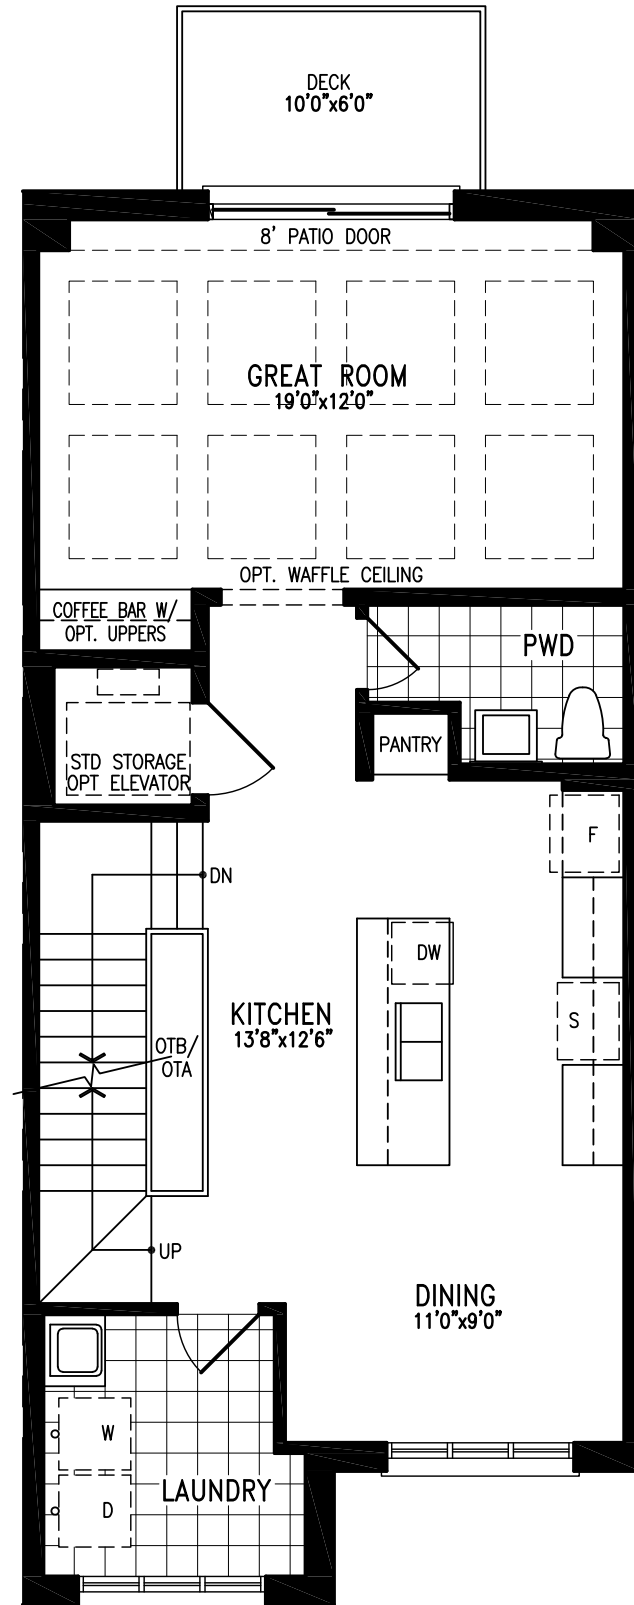 DECK
10'0"x6'0"
8' PATIO DOOR
GREAT ROOM
19'0"x12'0"
OPT. WAFFLE CEILING
COFFEE BAR W/
OPT. UPPERS
PWD
PANTRY
STD STORAGE
OPT ELEVATOR
F
DN
DW
KITCHEN
13'8"x12'6"
S
OTB/
OTA
UP
DINING
11'0"x9'0"
W
LAUNDRY
D